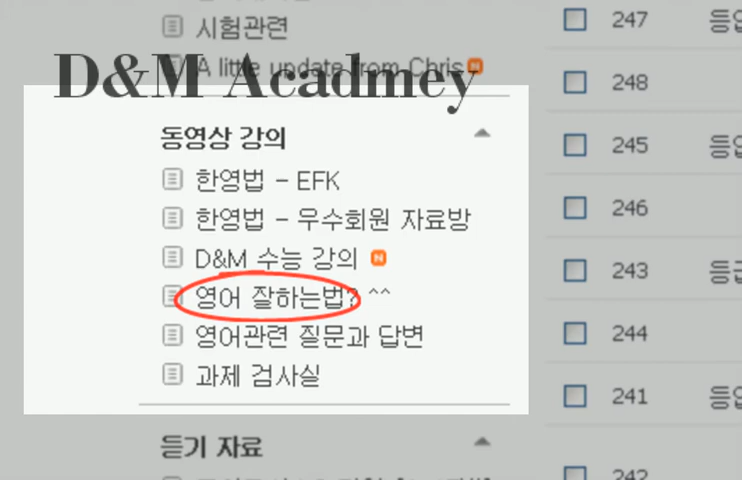 시험관련
A little update from Chris N
D&M Acadmey
동영상 강의
한영법 - EFK
한영법 - 우수회원 자료방
D&M 수능 강의 N
영어 잘하는법? ^^
영어관련 질문과 답변
과제 검사실
듣기 자료
247
248
245
246
243
244
241
242